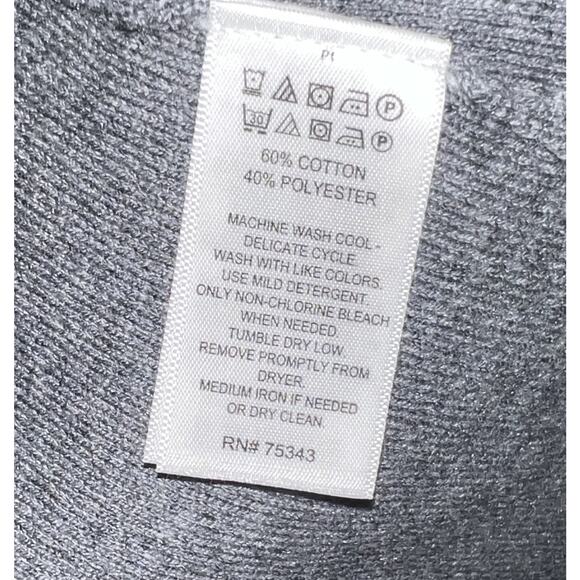 Pt
P
30 P
60% COTTON
40% POLYESTER
MACHINE WASH COOL -
DELICATE CYCLE
WASH WITH LIKE COLORS.
USE MILD DETERGENT.
ONLY NON-CHLORINE BLEACH
WHEN NEEDED.
TUMBLE DRY LOW.
REMOVE PROMPTLY FROM
DRYER.
MEDIUM IRON IF NEEDED
OR DRY CLEAN.
RN# 75343